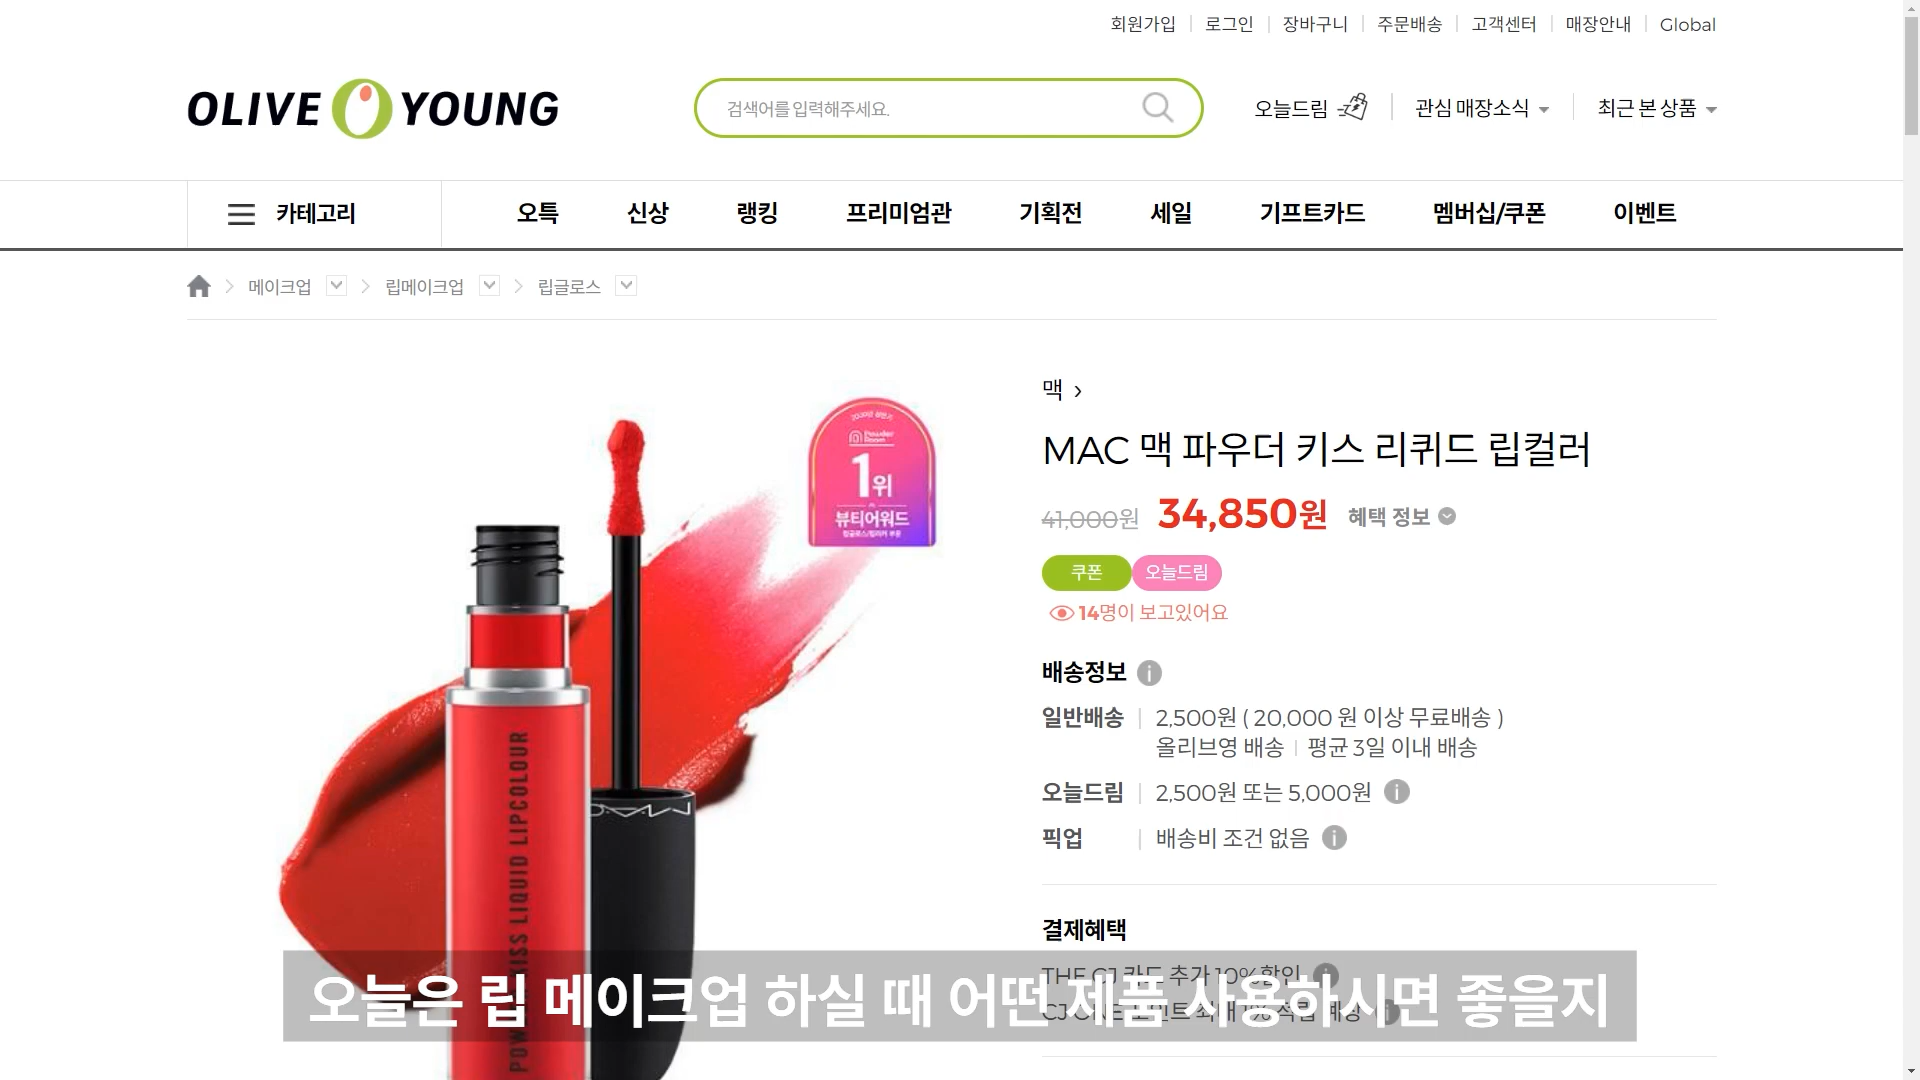 회원가입 로그인 장바구니 주문배송 고객센터 매장안내 Global
OLIVE YOUNG
검색어를 입력해주세요.
오늘드림 관심 매장소식 최근 본 상품
카테고리 오특 신상 랭킹 프리미엄관 기획전 세일 기프트카드 멤버십/쿠폰 이벤트
메이크업 립메이크업 립글로스
맥
MAC 맥 파우더 키스 리퀴드 립컬러
41,000원 34,850원 혜택 정보
쿠폰 오늘드림
14명이 보고있어요
배송정보
일반배송 2,500원 ( 20,000 원 이상 무료배송 )
올리브영 배송 평균 3일 이내 배송
오늘드림 2,500원 또는 5,000원
픽업 배송비 조건 없음
결제혜택
THE CJ 카드 추가 10% 할인
1위
뷰티어워드
MAC
LIQUID LIPCOLOUR
오늘은 립 메이크업 하실 때 어떤 제품 사용하시면 좋을지